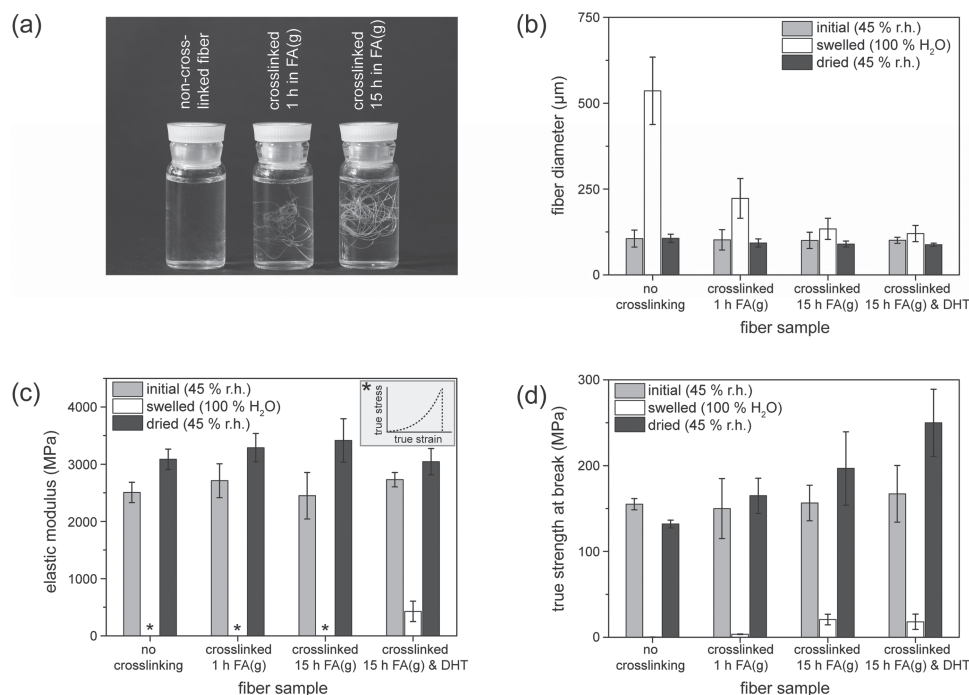 (a)
non-cross-
linked fiber
crosslinked
1 h in FA(g)
crosslinked
15 h in FA(g)
(b)
initial (45 % r.h.)
swelled (100 % H₂O)
dried (45 % r.h.)
fiber diameter (µm)
750
500
250
0
no
crosslinking
crosslinked
1 h FA(g)
crosslinked
15 h FA(g)
crosslinked
15 h FA(g) & DHT
fiber sample
(c)
initial (45 % r.h.)
swelled (100 % H₂O)
dried (45 % r.h.)
*
true stress
true strain
elastic modulus (MPa)
4000
3000
2000
1000
0
* * *
no
crosslinking
crosslinked
1 h FA(g)
crosslinked
15 h FA(g)
crosslinked
15 h FA(g) & DHT
fiber sample
(d)
initial (45 % r.h.)
swelled (100 % H₂O)
dried (45 % r.h.)
true strength at break (MPa)
300
200
150
100
50
0
no
crosslinking
crosslinked
1 h FA(g)
crosslinked
15 h FA(g)
crosslinked
15 h FA(g) & DHT
fiber sample